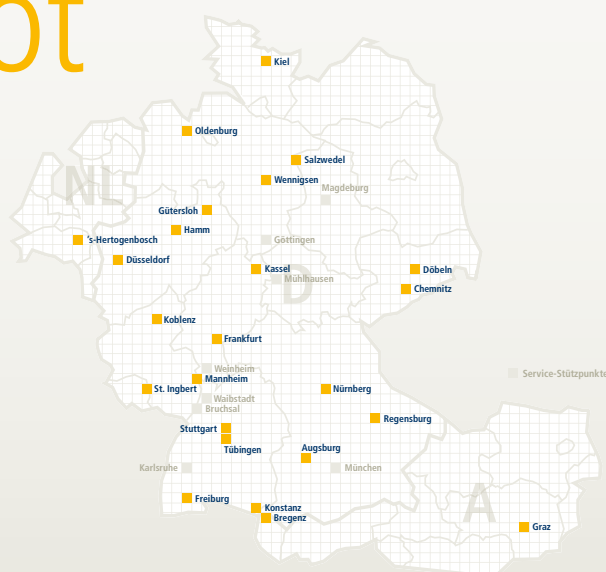 ot
Kiel
Oldenburg
Salzwedel
Wennigsen
Magdeburg
NL
Gütersloh
Hamm
's-Hertogenbosch
Göttingen
Düsseldorf
Kassel
Döbeln
Mühlhausen
D
Chemnitz
Koblenz
Frankfurt
Weinheim
Service-Stützpunkte
Mannheim
St. Ingbert
Nürnberg
Waibstadt
Bruchsal
Regensburg
Stuttgart
Tübingen
Augsburg
Karlsruhe
München
Freiburg
Konstanz
A
Bregenz
Graz